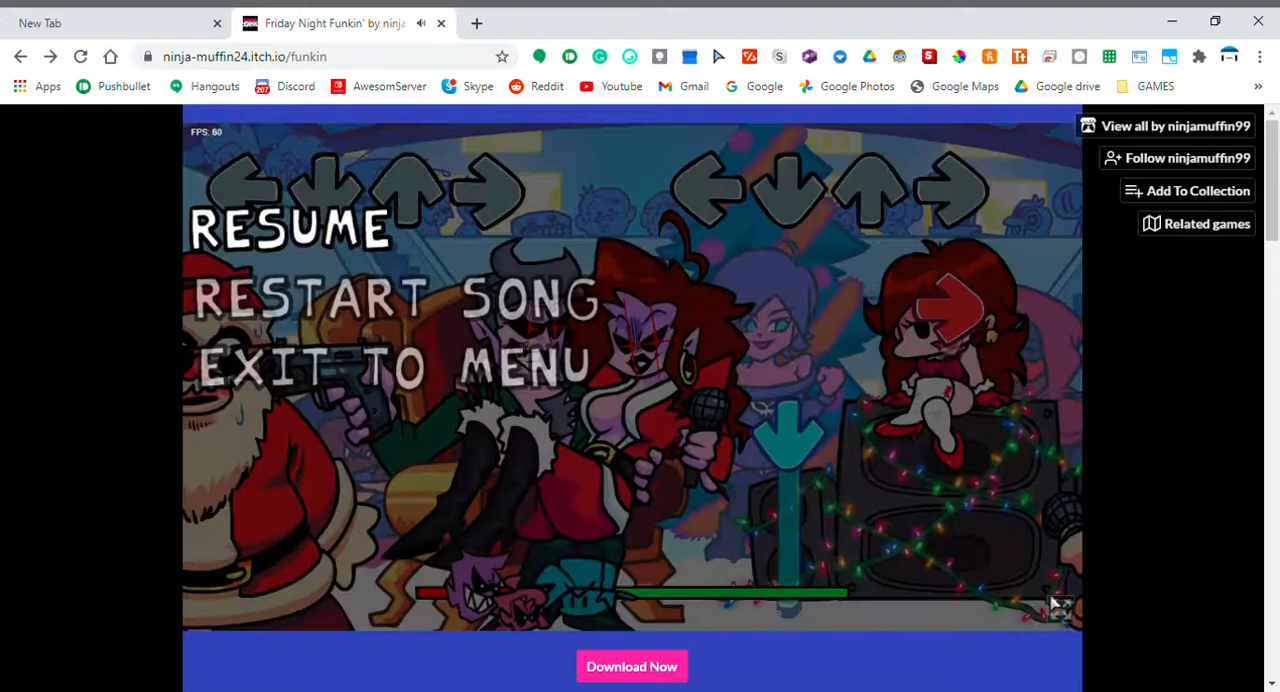 New Tab
Friday Night Funkin' by ninja
ninja-muffin24.itch.io/funkin
Apps Pushbullet Hangouts Discord AwesomServer Skype Reddit Youtube Gmail Google Google Photos Google Maps Google drive GAMES »
207
FPS: 60
View all by ninjamuffin99
Follow ninjamuffin99
Add To Collection
Related games
RESUME
RESTART SONG
EXIT TO MENU
Download Now